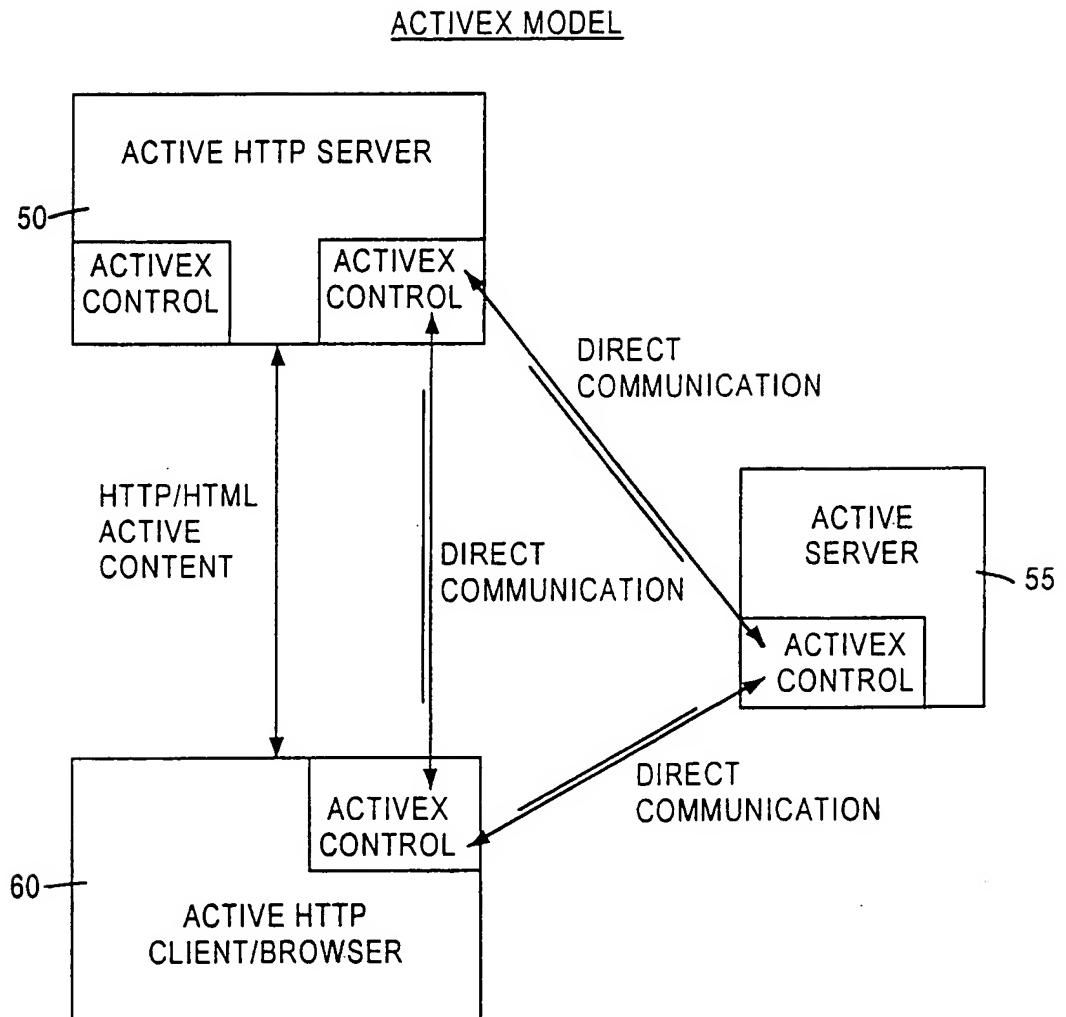 ACTIVEX MODEL
ACTIVE HTTP SERVER
50
ACTIVEX
CONTROL
ACTIVEX
CONTROL
DIRECT
COMMUNICATION
HTTP/HTML
ACTIVE
CONTENT
DIRECT
COMMUNICATION
ACTIVE
SERVER
55
ACTIVEX
CONTROL
DIRECT
COMMUNICATION
ACTIVEX
CONTROL
60
ACTIVE HTTP
CLIENT/BROWSER